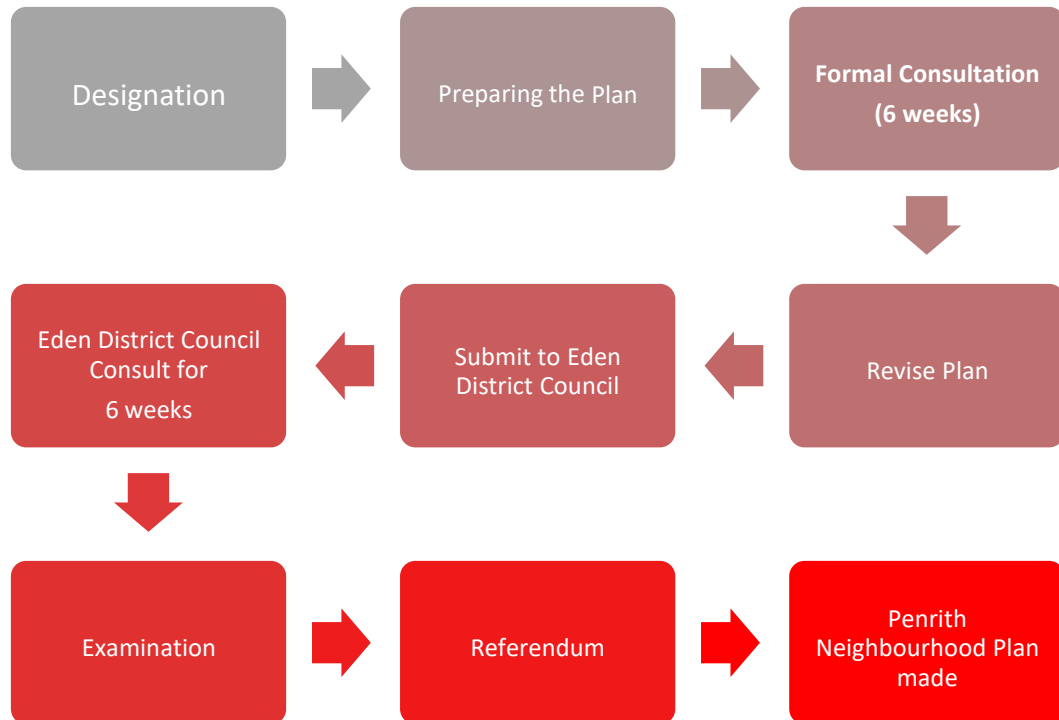 Designation
Preparing the Plan
Formal Consultation
(6 weeks)
Revise Plan
Submit to Eden
District Council
Eden District Council
Consult for
6 weeks
Examination
Referendum
Penrith
Neighbourhood Plan
made